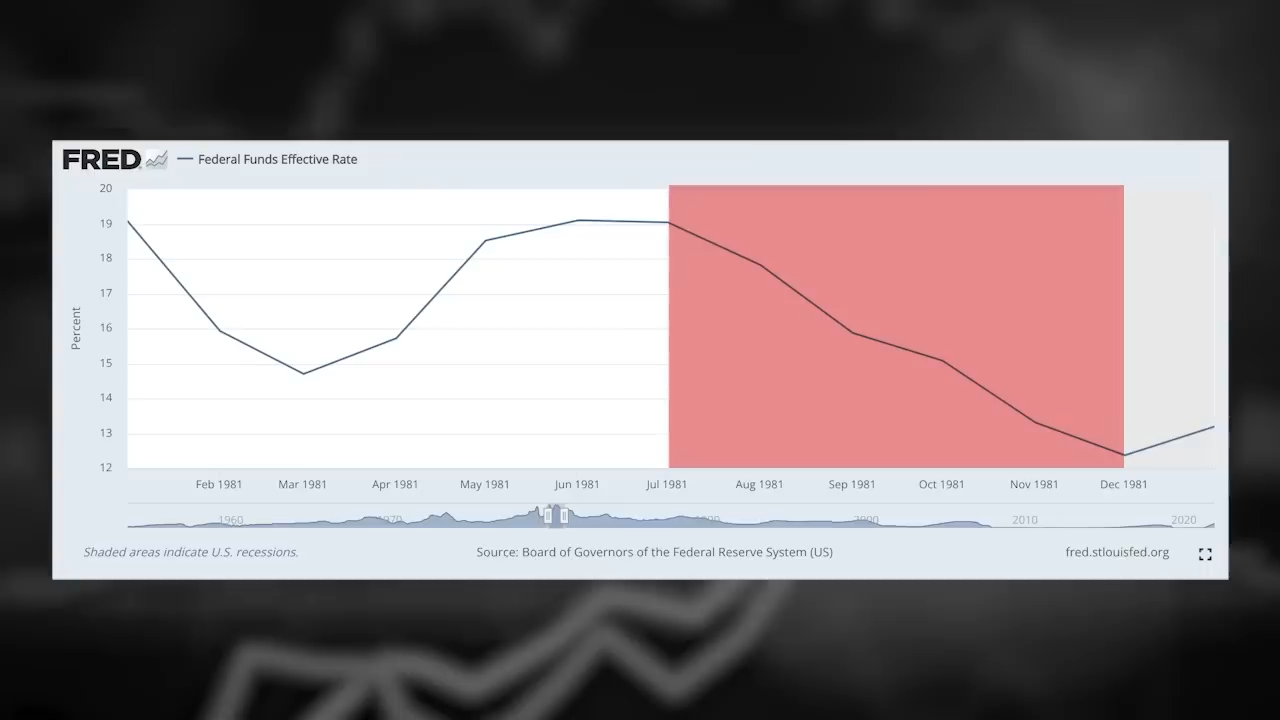 FRED
Federal Funds Effective Rate
20
19
18
17
16
15
14
13
12
Percent
Feb 1981
Mar 1981
Apr 1981
May 1981
Jun 1981
Jul 1981
Aug 1981
Sep 1981
Oct 1981
Nov 1981
Dec 1981
1960
2010
2020
Shaded areas indicate U.S. recessions.
Source: Board of Governors of the Federal Reserve System (US)
fred.stlouisfed.org